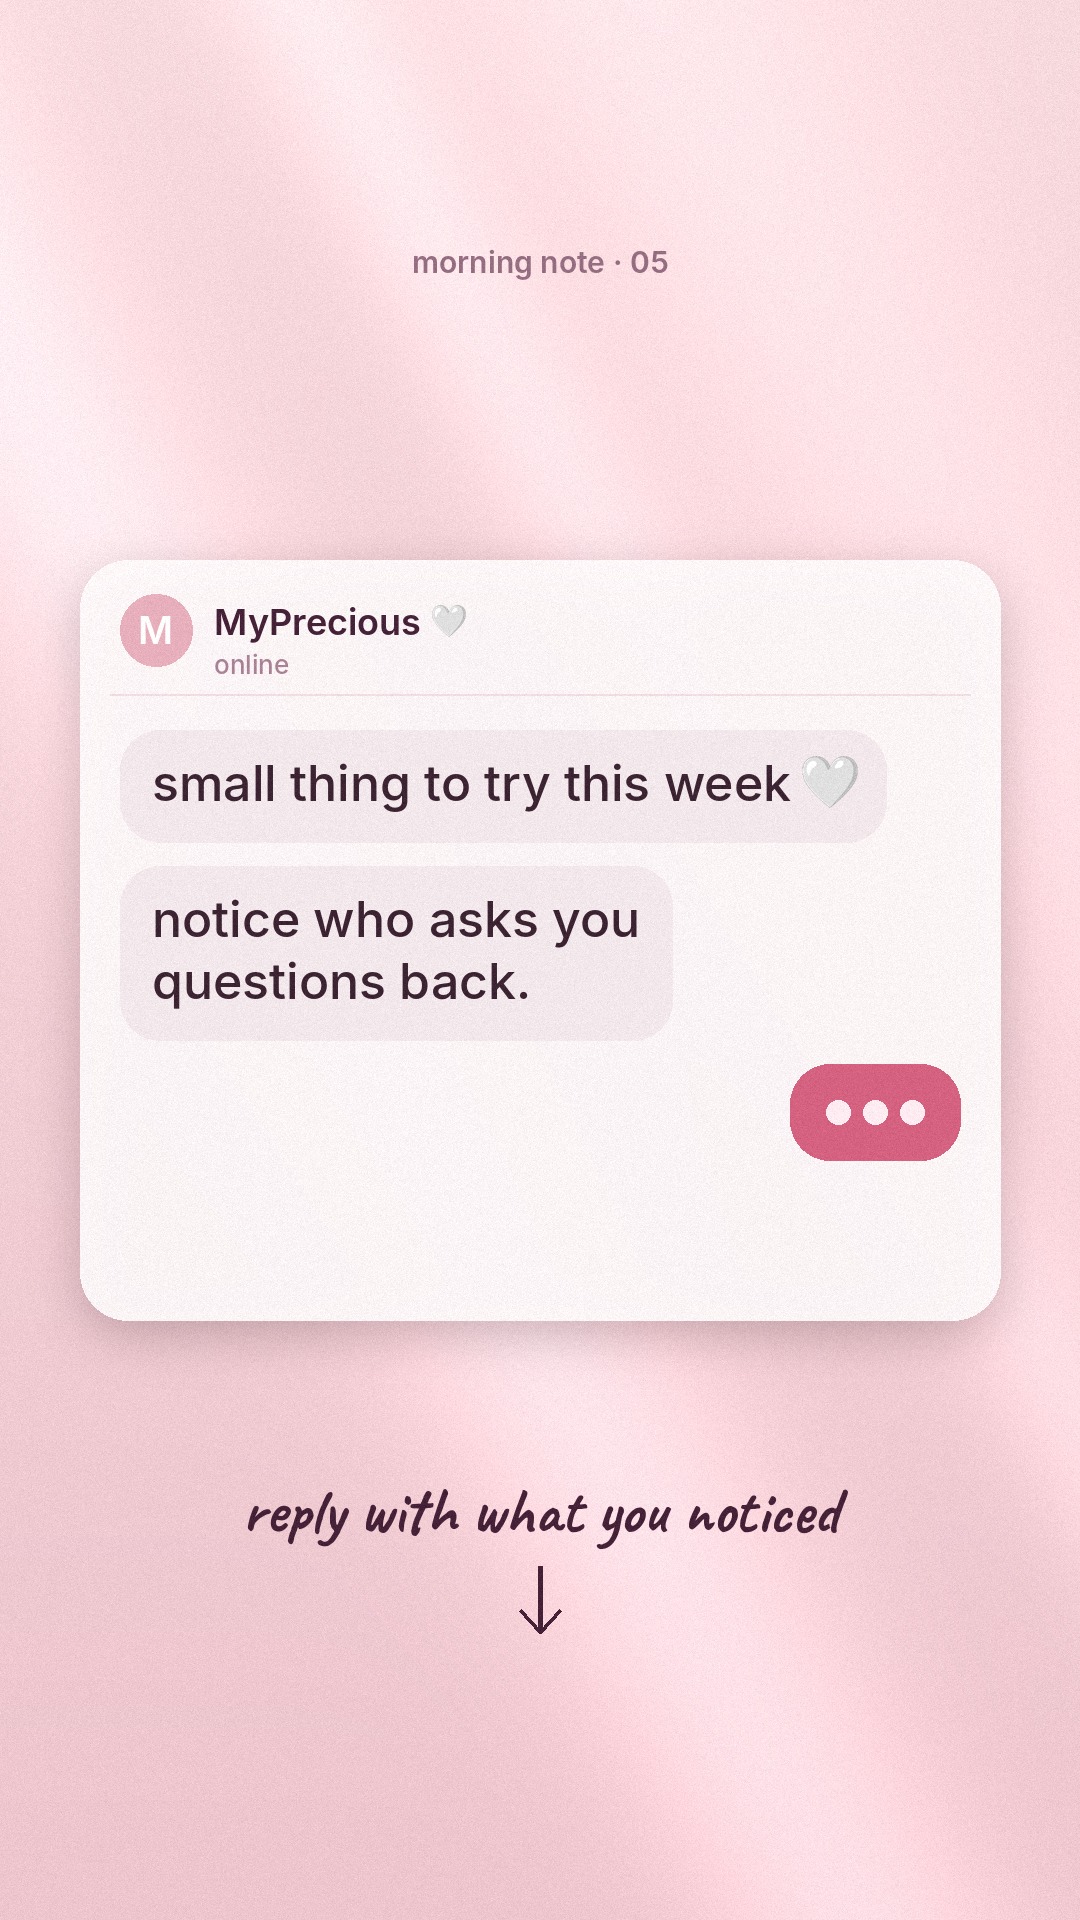 morning note · 05
M
MyPrecious 🤍
online
small thing to try this week 🤍
notice who asks you
questions back.
reply with what you noticed